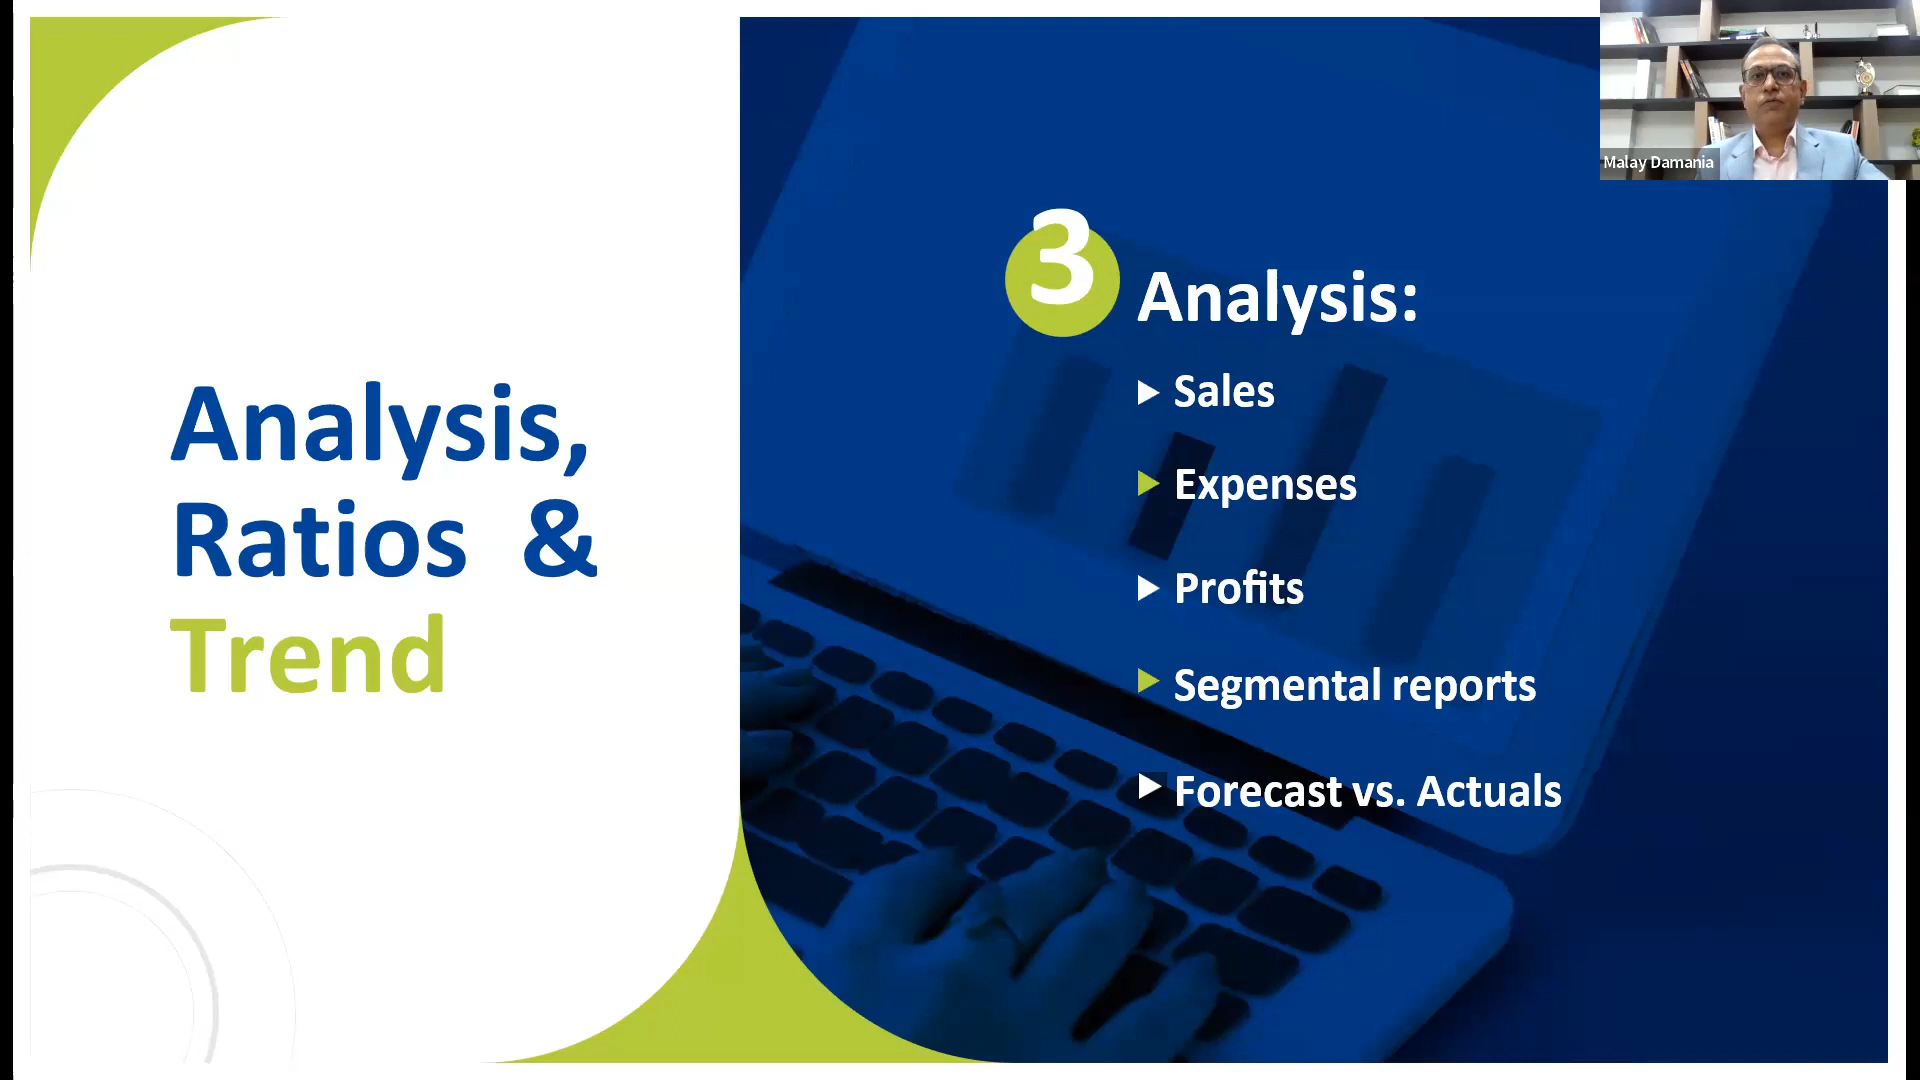 Analysis,
Ratios &
Trend
3
Analysis:
Sales
Expenses
Profits
Segmental reports
Forecast vs. Actuals
Malay Damania